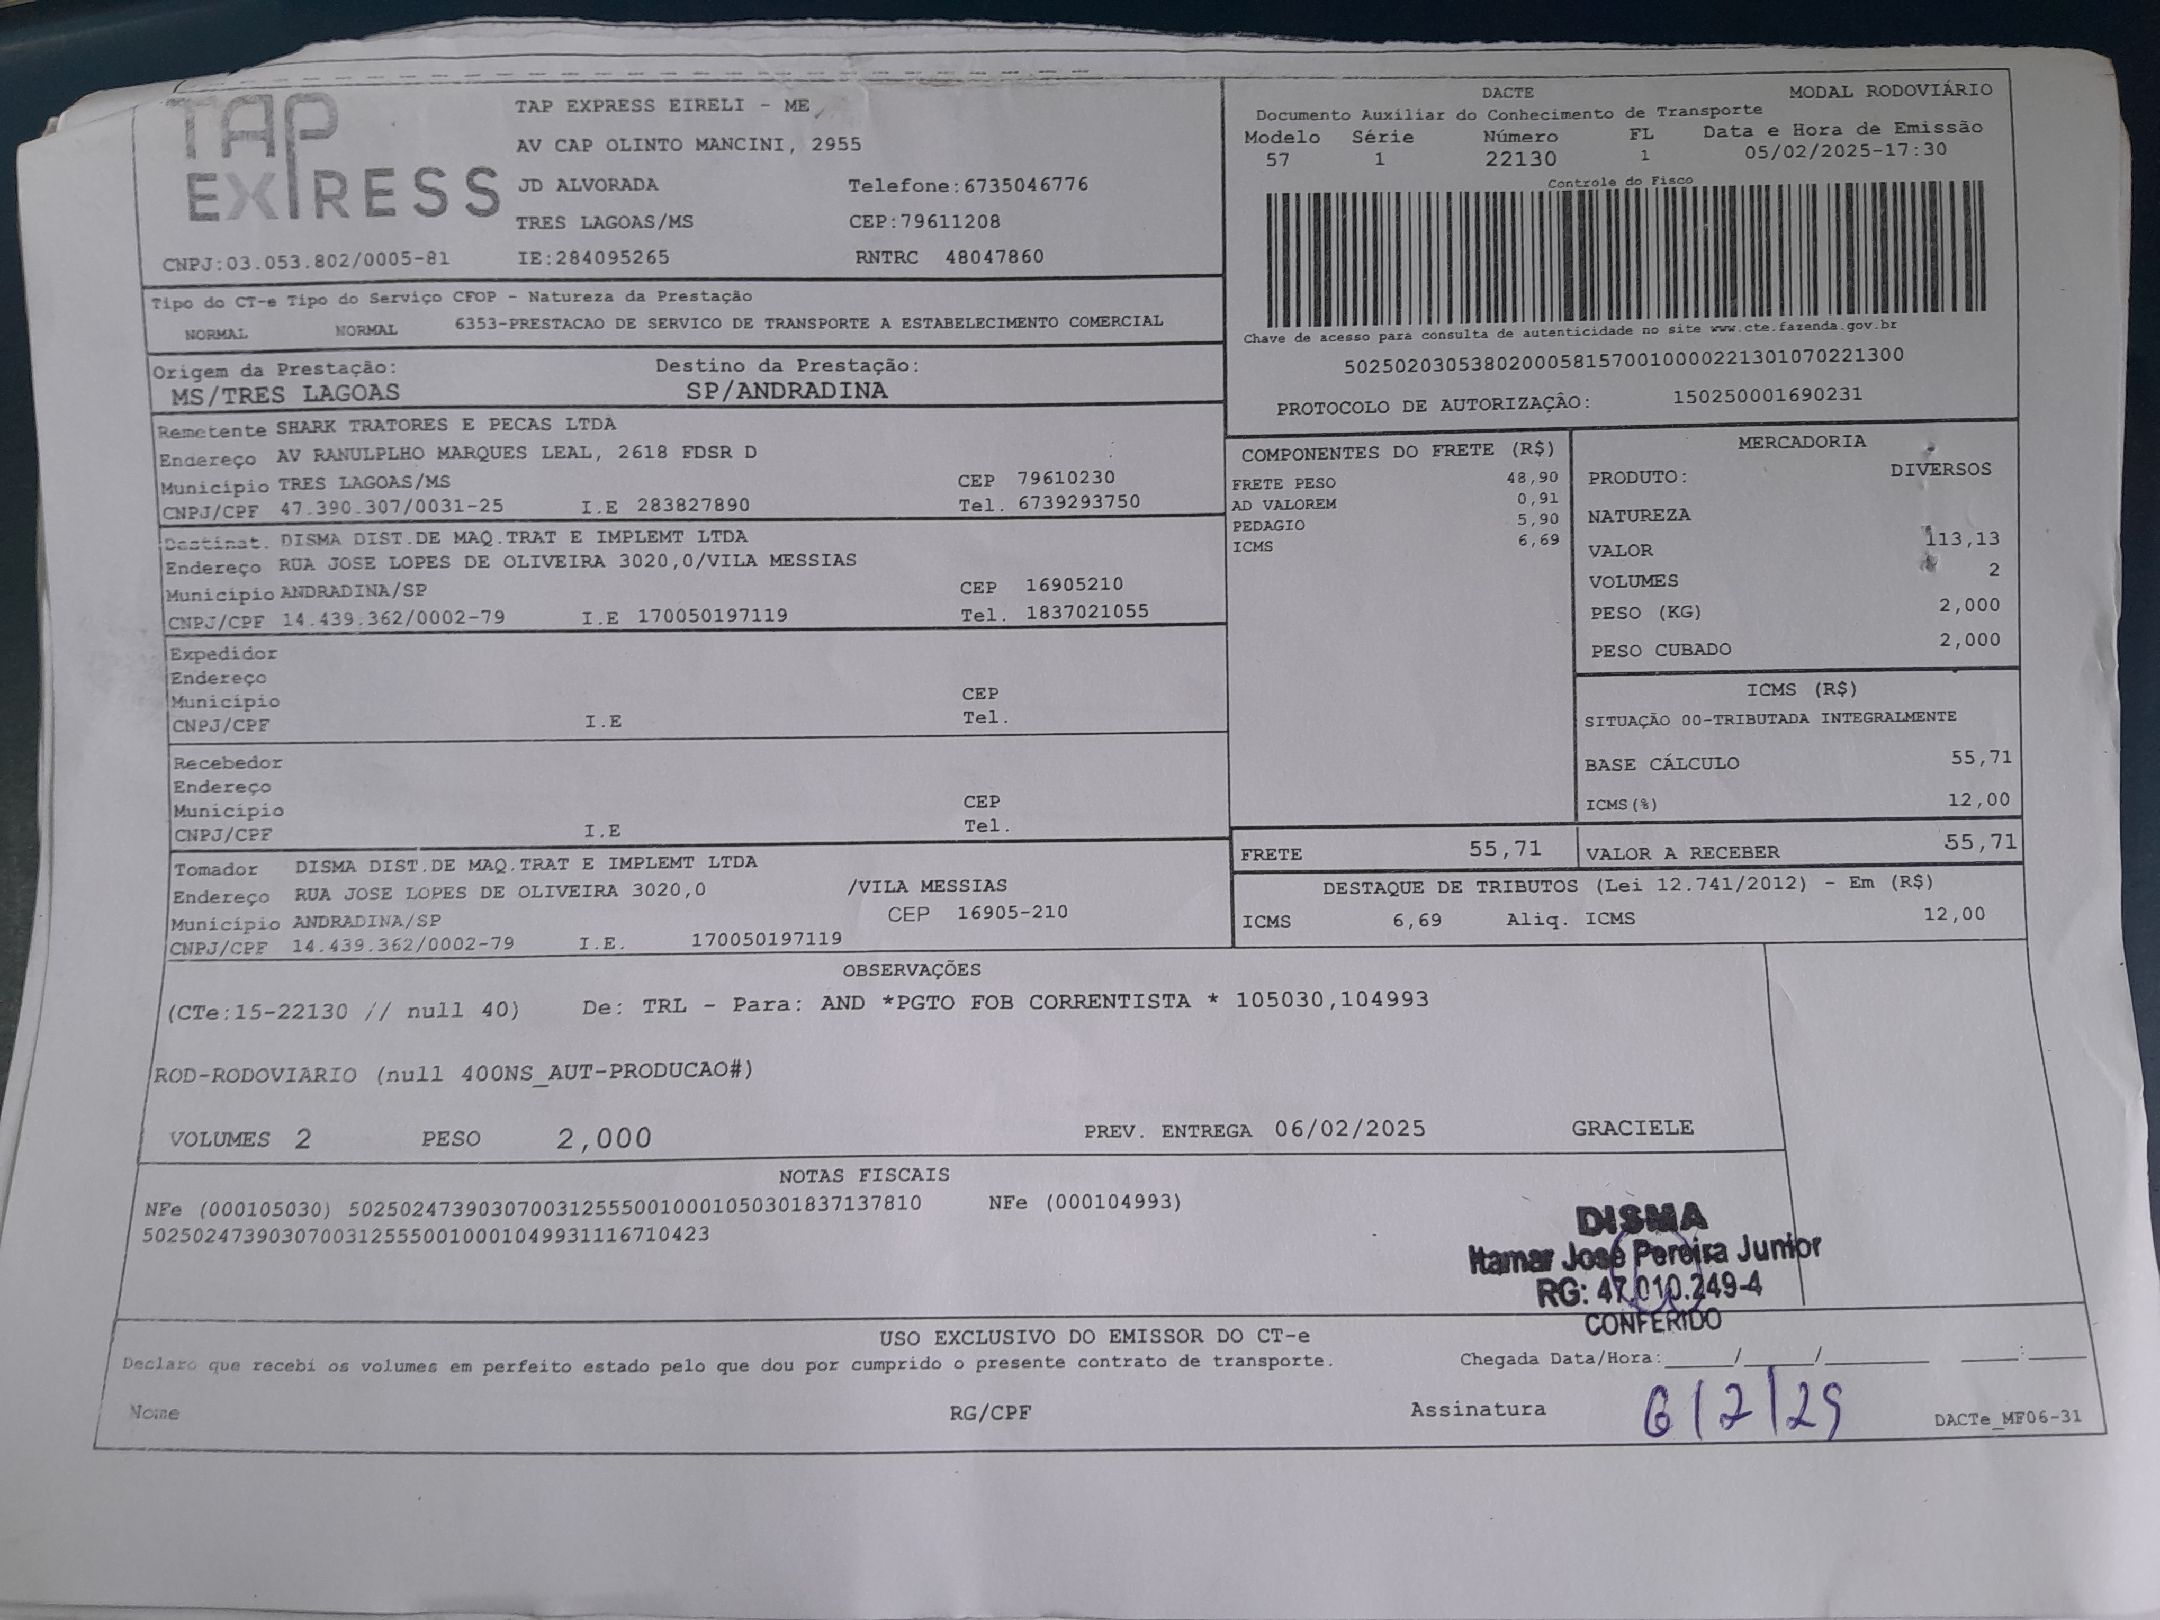 TAP EXPRESS
TAP EXPRESS EIRELI - ME
AV CAP OLINTO MANCINI, 2955
JD ALVORADA Telefone:6735046776
TRES LAGOAS/MS CEP:79611208
CNPJ:03.053.802/0005-81 IE:284095265 RNTRC 48047860
DACTE MODAL RODOVIÁRIO
Documento Auxiliar do Conhecimento de Transporte
Modelo Série Número FL Data e Hora de Emissão
57 1 22130 1 05/02/2025-17:30
Controle do Fisco
Chave de acesso para consulta de autenticidade no site www.cte.fazenda.gov.br
50250203053802000581570010000221301070221300
PROTOCOLO DE AUTORIZAÇÃO: 150250001690231
Tipo do CT-e Tipo do Serviço CFOP - Natureza da Prestação
NORMAL NORMAL 6353-PRESTACAO DE SERVICO DE TRANSPORTE A ESTABELECIMENTO COMERCIAL
Origem da Prestação: Destino da Prestação:
MS/TRES LAGOAS SP/ANDRADINA
Remetente SHARK TRATORES E PECAS LTDA
Endereço AV RANULPLHO MARQUES LEAL, 2618 FDSR D
Município TRES LAGOAS/MS CEP 79610230
CNPJ/CPF 47.390.307/0031-25 I.E 283827890 Tel. 6739293750
Destinat. DISMA DIST.DE MAQ.TRAT E IMPLEMT LTDA
Endereço RUA JOSE LOPES DE OLIVEIRA 3020,0/VILA MESSIAS
Município ANDRADINA/SP CEP 16905210
CNPJ/CPF 14.439.362/0002-79 I.E 170050197119 Tel. 1837021055
Expedidor
Endereço
Município CEP
CNPJ/CPF I.E Tel.
Recebedor
Endereço
Município CEP
CNPJ/CPF I.E Tel.
Tomador DISMA DIST.DE MAQ.TRAT E IMPLEMT LTDA
Endereço RUA JOSE LOPES DE OLIVEIRA 3020,0 /VILA MESSIAS
Município ANDRADINA/SP CEP 16905-210
CNPJ/CPF 14.439.362/0002-79 I.E. 170050197119
COMPONENTES DO FRETE (R$)
FRETE PESO 48,90
AD VALOREM 0,91
PEDAGIO 5,90
ICMS 6,69
MERCADORIA
PRODUTO: DIVERSOS
NATUREZA
VALOR 113,13
VOLUMES 2
PESO (KG) 2,000
PESO CUBADO 2,000
ICMS (R$)
SITUAÇÃO 00-TRIBUTADA INTEGRALMENTE
BASE CÁLCULO 55,71
ICMS(%) 12,00
FRETE 55,71 VALOR A RECEBER 55,71
DESTAQUE DE TRIBUTOS (Lei 12.741/2012) - Em (R$)
ICMS 6,69 Aliq. ICMS 12,00
OBSERVAÇÕES
(CTe:15-22130 // null 40) De: TRL - Para: AND *PGTO FOB CORRENTISTA * 105030,104993
ROD-RODOVIARIO (null 400NS_AUT-PRODUCAO#)
VOLUMES 2 PESO 2,000 PREV. ENTREGA 06/02/2025 GRACIELE
NOTAS FISCAIS
NFe (000105030) 50250247390307003125550010001050301837137810 NFe (000104993)
50250247390307003125550010001049931116710423
DISMA
Itamar José Pereira Junior
RG: 47.010.249-4
CONFERIDO
USO EXCLUSIVO DO EMISSOR DO CT-e
Declaro que recebi os volumes em perfeito estado pelo que dou por cumprido o presente contrato de transporte. Chegada Data/Hora:_____/_____/________ ____:____
Nome RG/CPF Assinatura 6/2/25 DACTe_MF06-31